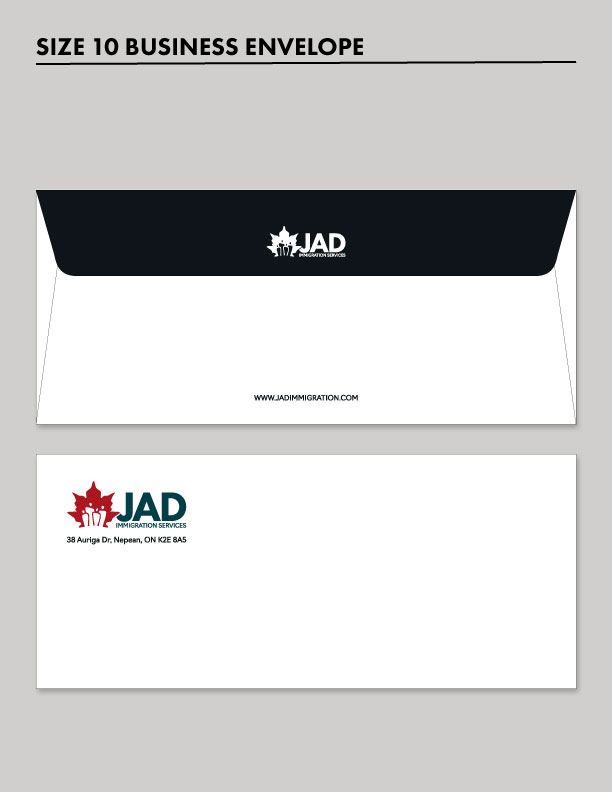 SIZE 10 BUSINESS ENVELOPE
JAD
IMMIGRATION SERVICES
WWW.JADIMMIGRATION.COM
JAD
IMMIGRATION SERVICES
38 Auriga Dr, Nepean, ON K2E 8A5